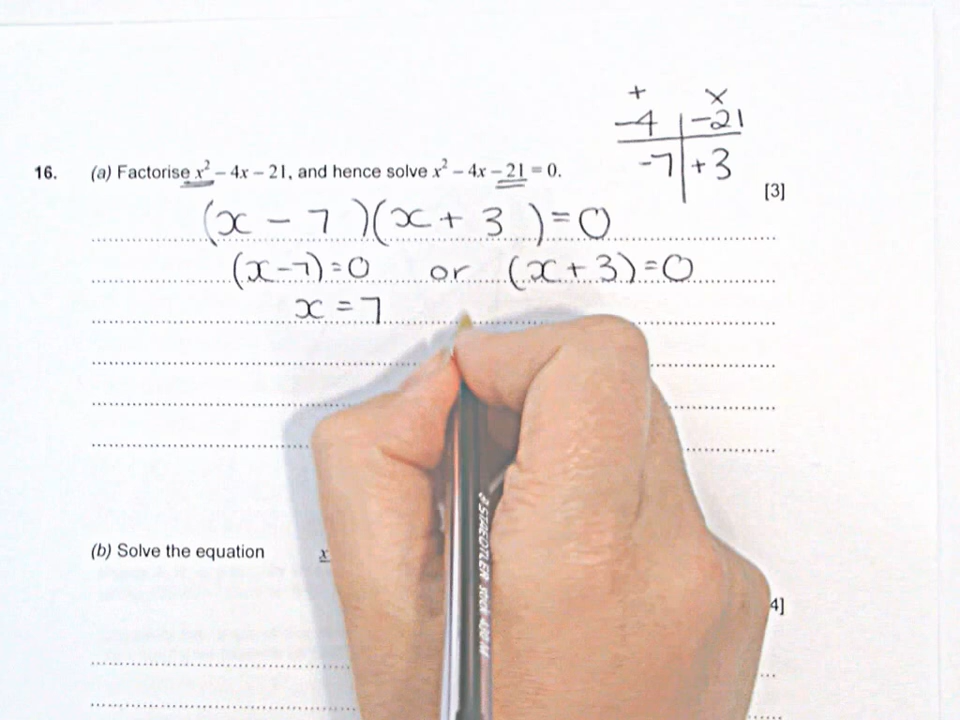 + ×
-4 | -21
-7 | +3
16. (a) Factorise x² – 4x – 21, and hence solve x² – 4x – 21 = 0.
[3]
(x - 7)(x + 3) = 0
(x-7)=0 or (x+3)=0
x = 7
STAEDTLER
(b) Solve the equation x
4]